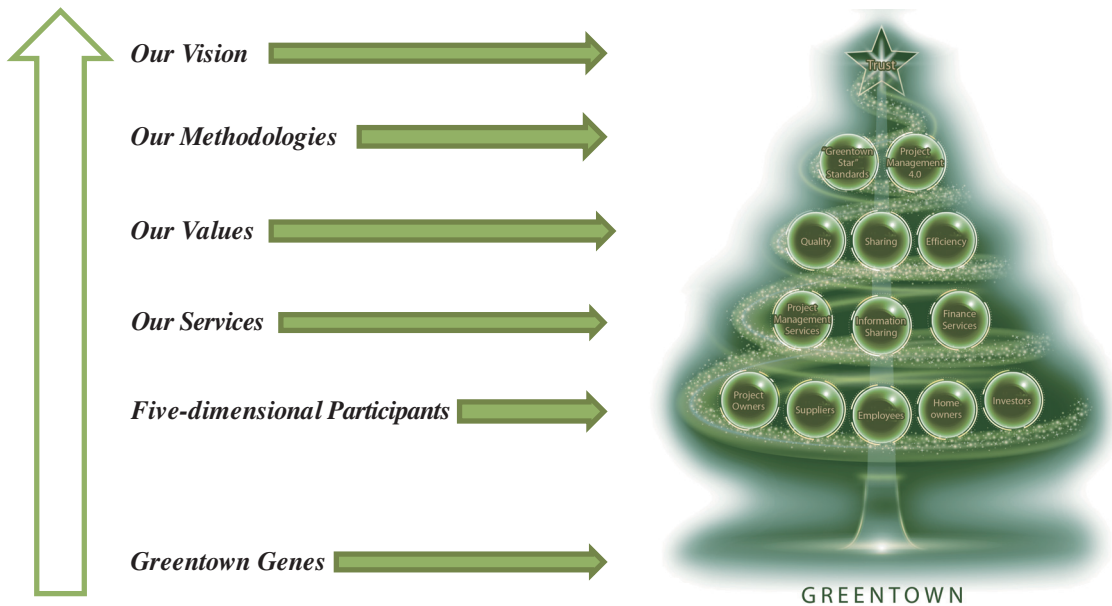 Our Vision
Trust
Our Methodologies
"Greentown
Star"
Standards
Project
Management
4.0
Our Values
Quality
Sharing
Efficiency
Our Services
Project
Management
Services
Information
Sharing
Finance
Services
Five-dimensional Participants
Project
Owners
Suppliers
Employees
Home
owners
Investors
Greentown Genes
GREENTOWN